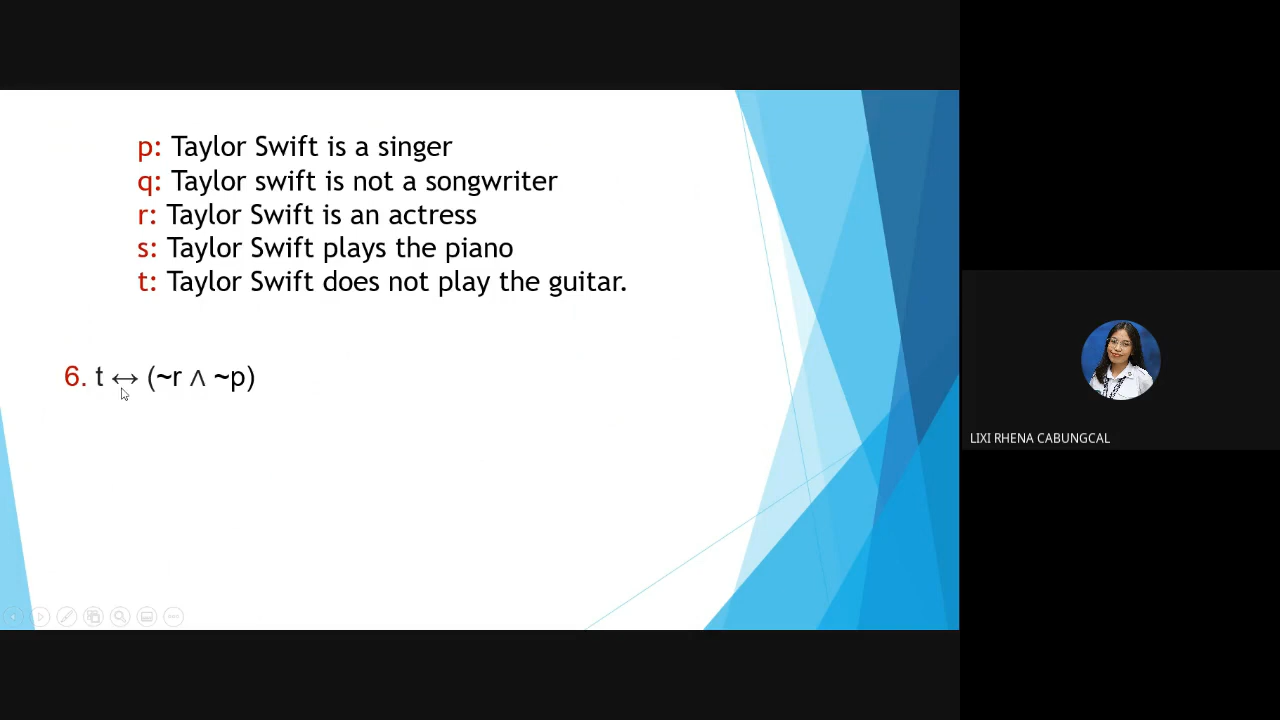 p: Taylor Swift is a singer
q: Taylor swift is not a songwriter
r: Taylor Swift is an actress
s: Taylor Swift plays the piano
t: Taylor Swift does not play the guitar.
6. t ↔ (~r ∧ ~p)
LIXI RHENA CABUNGCAL